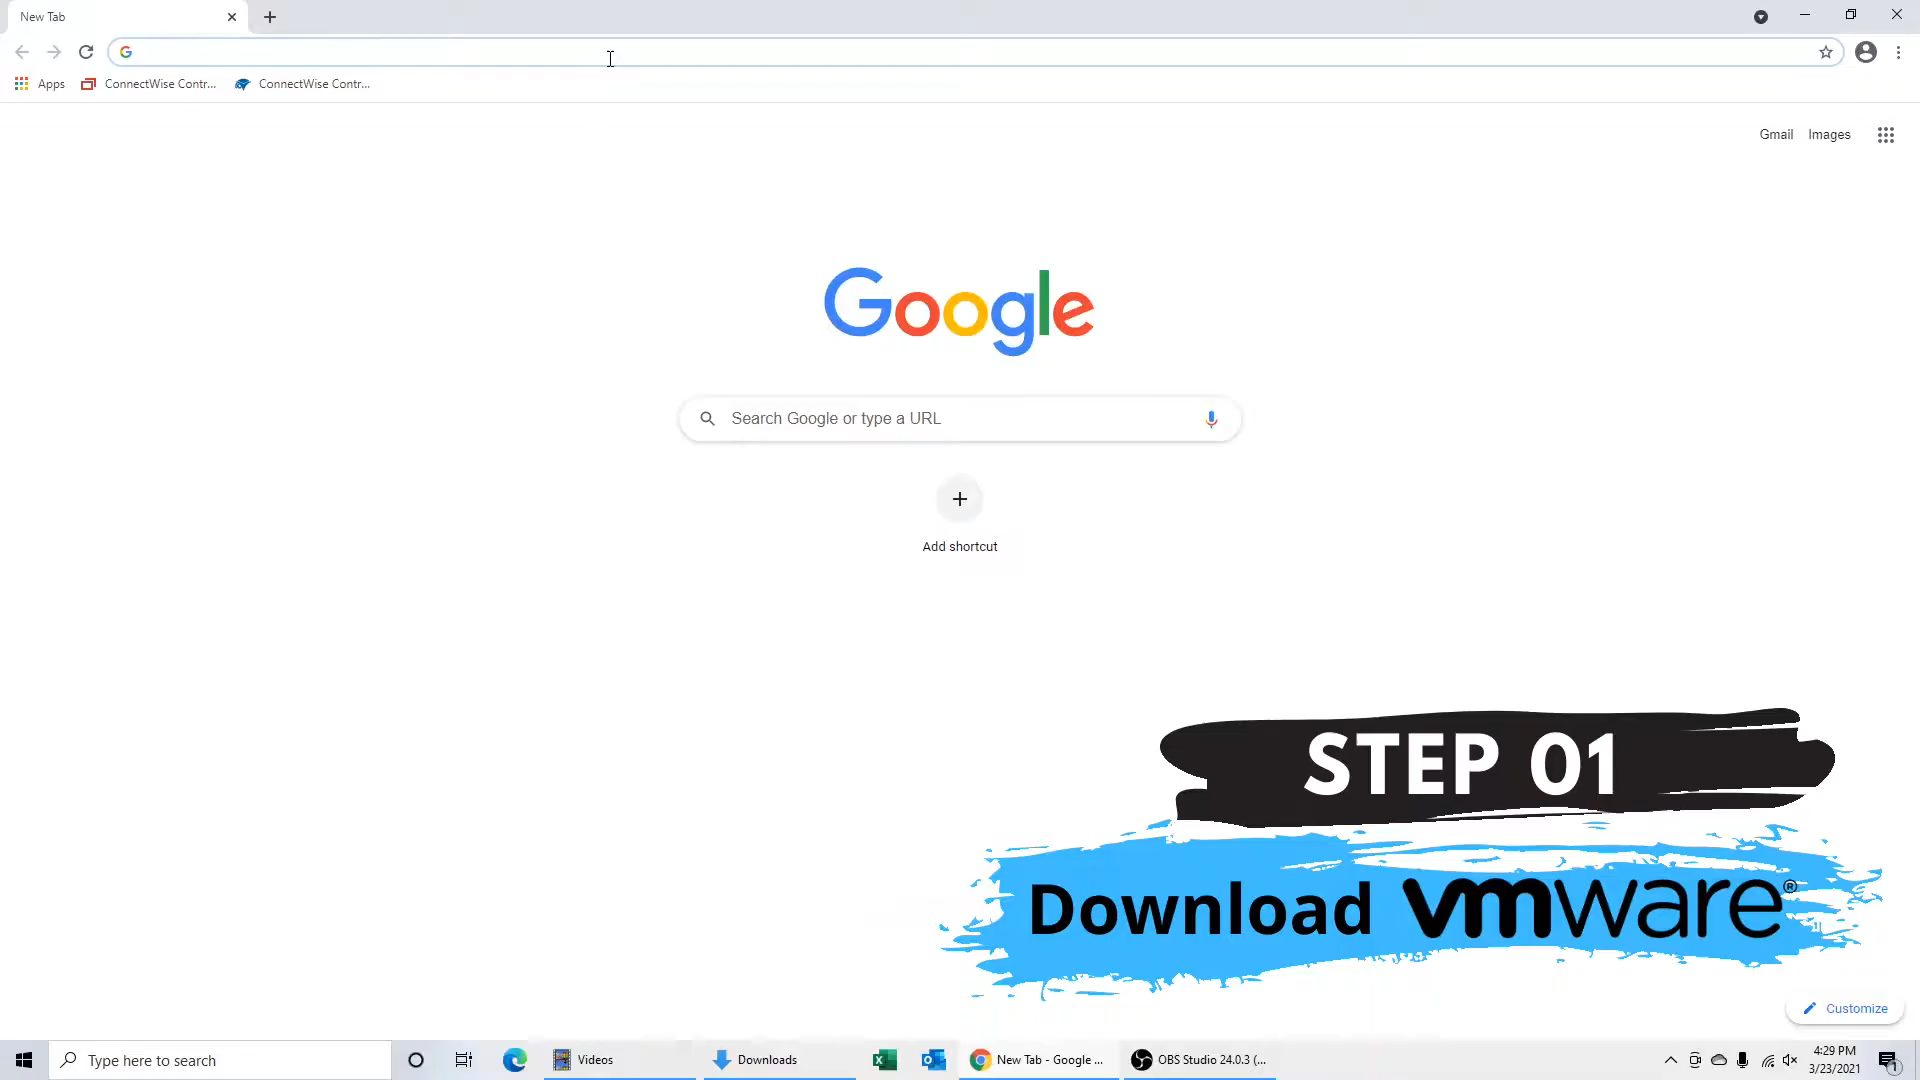 New Tab
Apps
ConnectWise Contr...
ConnectWise Contr...
Gmail
Images
Google
Search Google or type a URL
Add shortcut
STEP 01
Download vmware®
Customize
Type here to search
Videos
Downloads
New Tab - Google ...
OBS Studio 24.0.3 (...
4:29 PM
3/23/2021
1